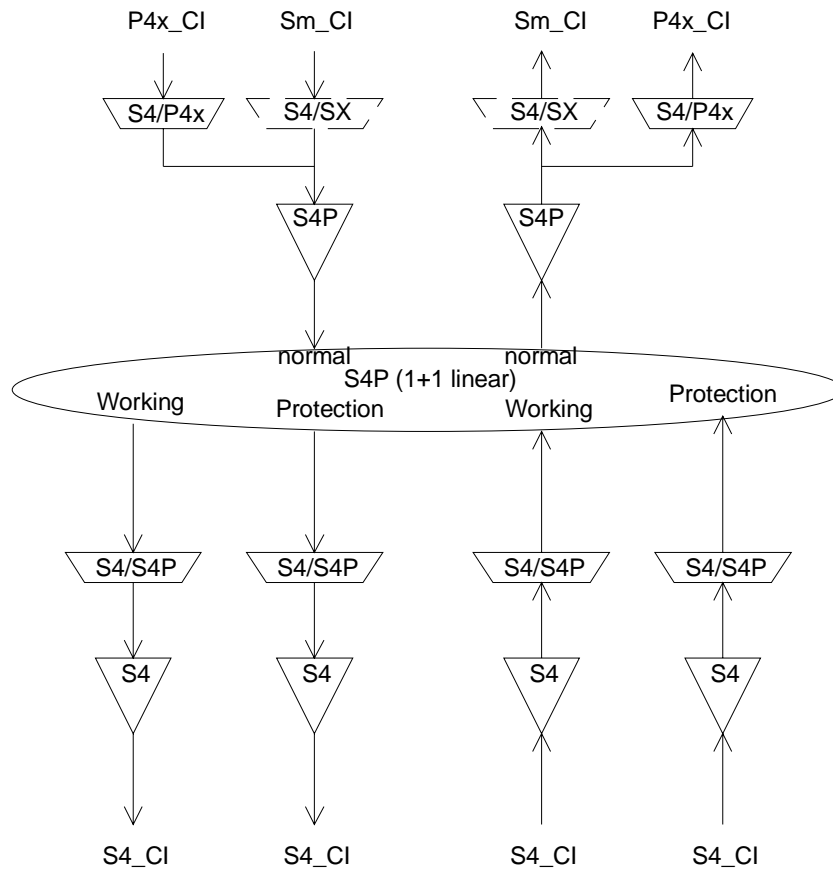 P4x_CI Sm_CI Sm_CI P4x_CI
S4/P4x S4/SX S4/SX S4/P4x
S4P S4P
normal normal
S4P (1+1 linear)
Working Protection Working Protection
S4/S4P S4/S4P S4/S4P S4/S4P
S4 S4 S4 S4
S4_CI S4_CI S4_CI S4_CI